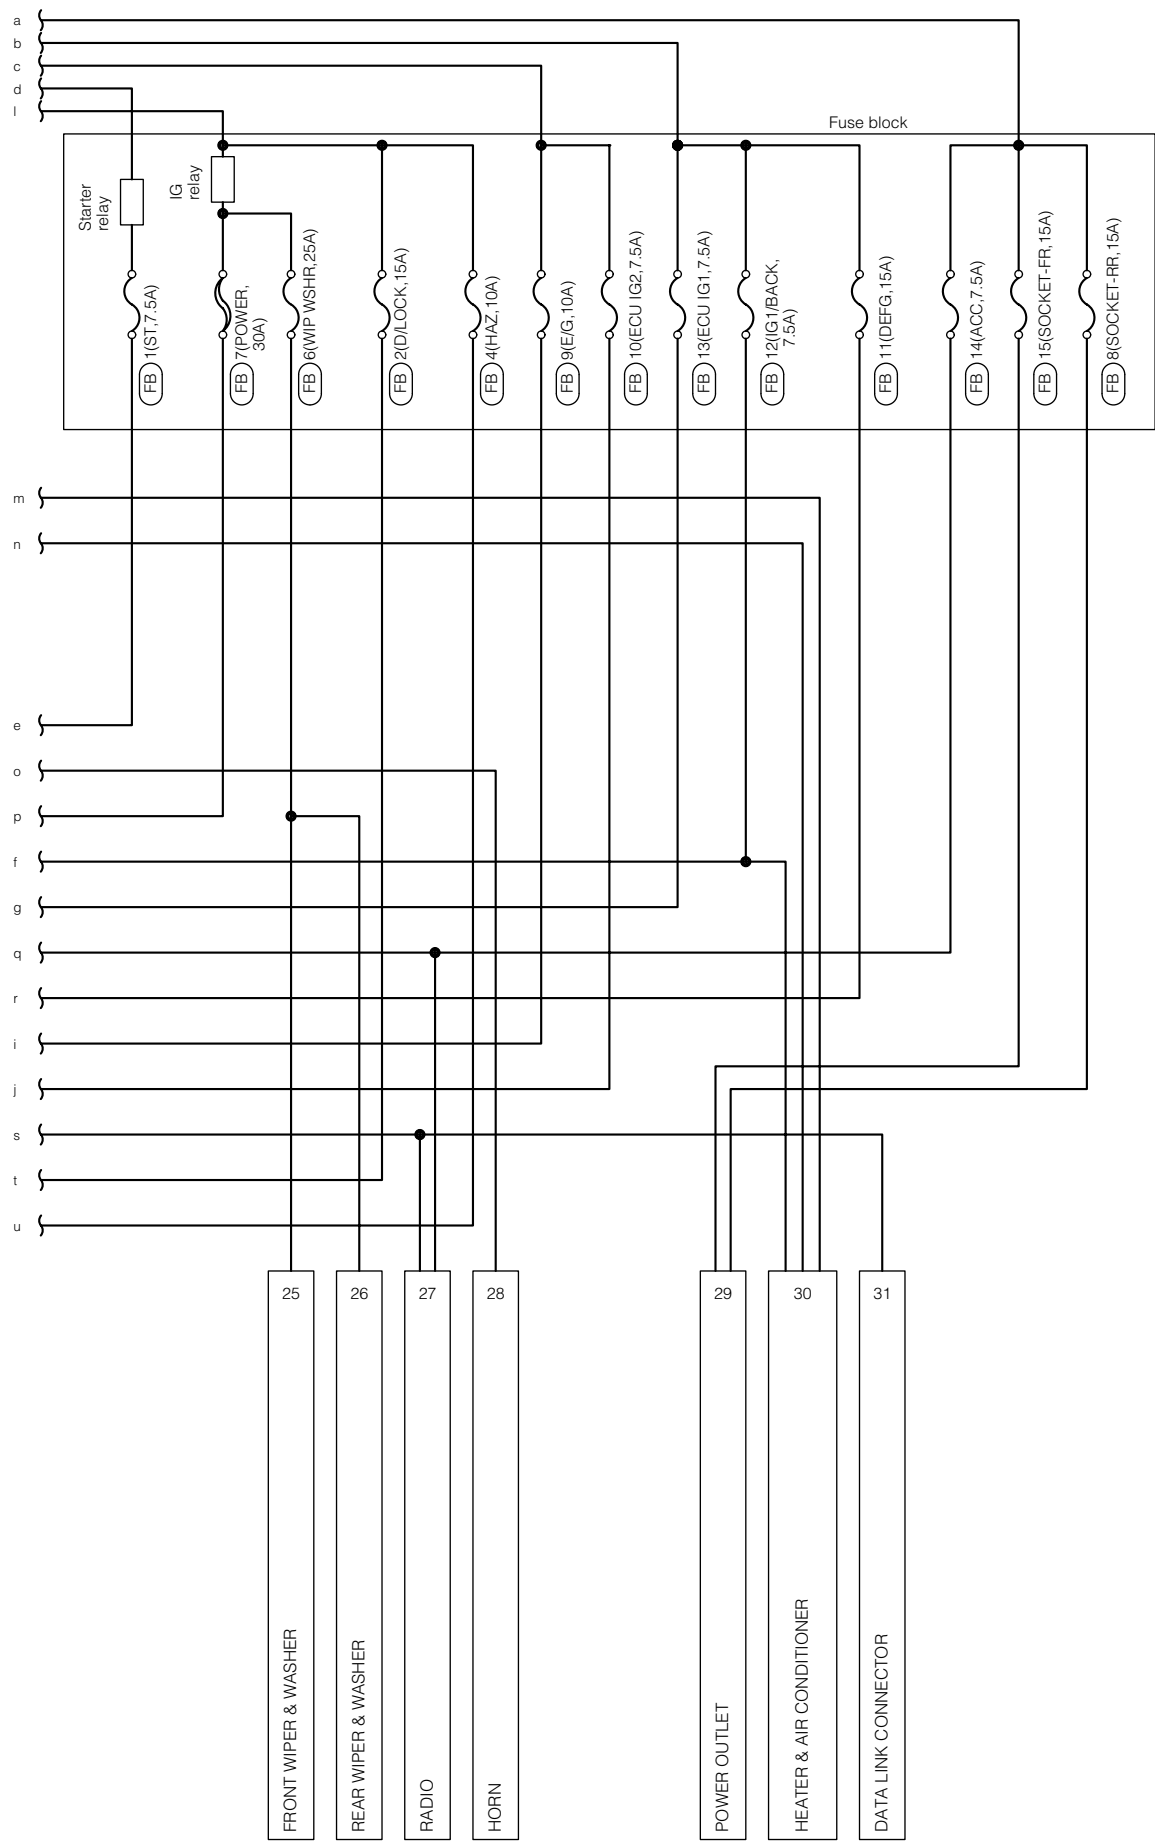 a
b
c
d
l
Fuse block
Starter
relay
IG
relay
FB 1(ST,7.5A)
FB 7(POWER,
30A)
FB 6(WIP WSHR,25A)
FB 2(D/LOCK,15A)
FB 4(HAZ,10A)
FB 9(E/G,10A)
FB 10(ECU IG2,7.5A)
FB 13(ECU IG1,7.5A)
FB 12(IG1/BACK,
7.5A)
FB 11(DEFG,15A)
FB 14(ACC,7.5A)
FB 15(SOCKET-FR,15A)
FB 8(SOCKET-RR,15A)
m
n
e
o
p
f
g
q
r
i
j
s
t
u
25
FRONT WIPER & WASHER
26
REAR WIPER & WASHER
27
RADIO
28
HORN
29
POWER OUTLET
30
HEATER & AIR CONDITIONER
31
DATA LINK CONNECTOR